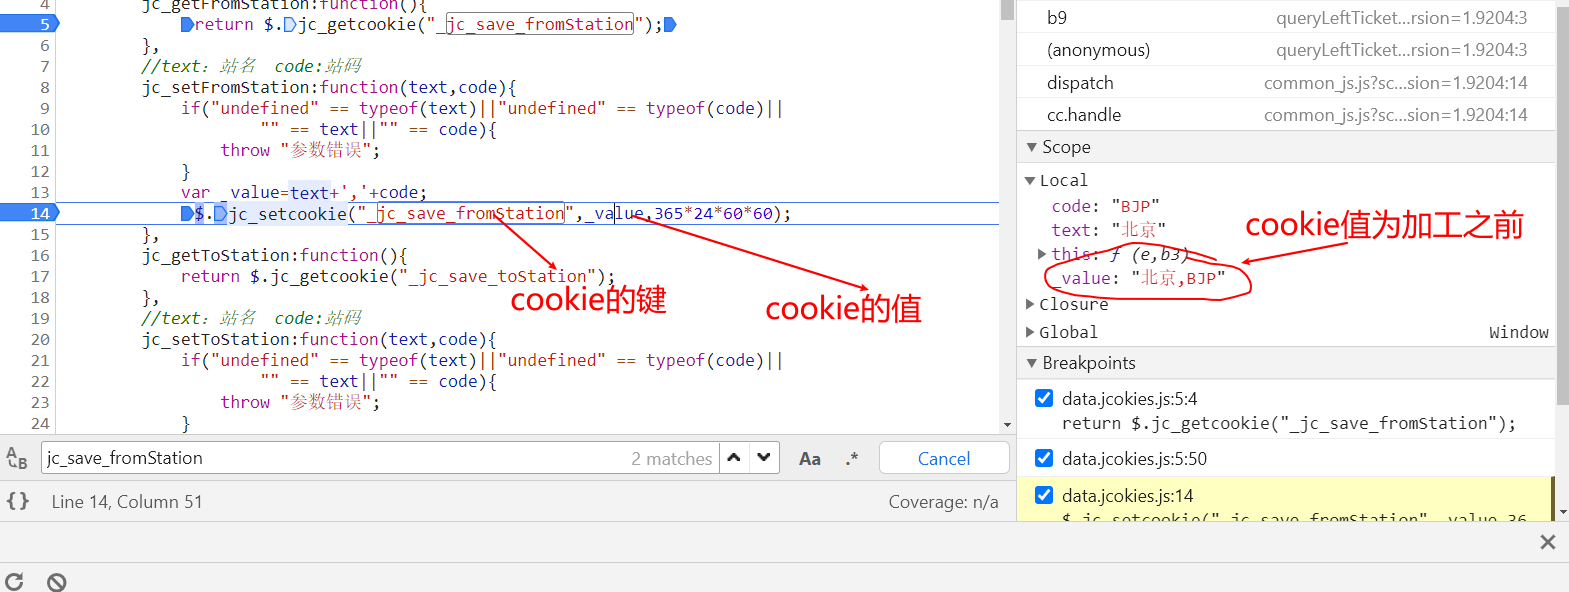 4 jc_getFromStation:function(){
5 return $.jc_getcookie("_jc_save_fromStation");
6 },
7 //text: 站名 code:站码
8 jc_setFromStation:function(text,code){
9 if("undefined" == typeof(text)||"undefined" == typeof(code)||
10 "" == text||"" == code){
11 throw "参数错误";
12 }
13 var _value=text+','+code;
14 $.jc_setcookie("_jc_save_fromStation",_value,365*24*60*60);
15 },
16 jc_getToStation:function(){
17 return $.jc_getcookie("_jc_save_toStation");
18 },
19 //text: 站名 code:站码
20 jc_setToStation:function(text,code){
21 if("undefined" == typeof(text)||"undefined" == typeof(code)||
22 "" == text||"" == code){
23 throw "参数错误";
24 }
cookie的键
cookie的值
jc_save_fromStation 2 matches Aa .* Cancel
{} Line 14, Column 51 Coverage: n/a
b9 queryLeftTicket...rsion=1.9204:3
(anonymous) queryLeftTicket...rsion=1.9204:3
dispatch common_js.js?sc...sion=1.9204:14
cc.handle common_js.js?sc...sion=1.9204:14
Scope
Local
code: "BJP"
text: "北京"
this: ƒ (e,b3)
_value: "北京,BJP"
cookie值为加工之前
Closure
Global Window
Breakpoints
data.jcokies.js:5:4
return $.jc_getcookie("_jc_save_fromStation");
data.jcokies.js:5:50
data.jcokies.js:14
$.jc_setcookie("_jc_save_fromStation",_value,36